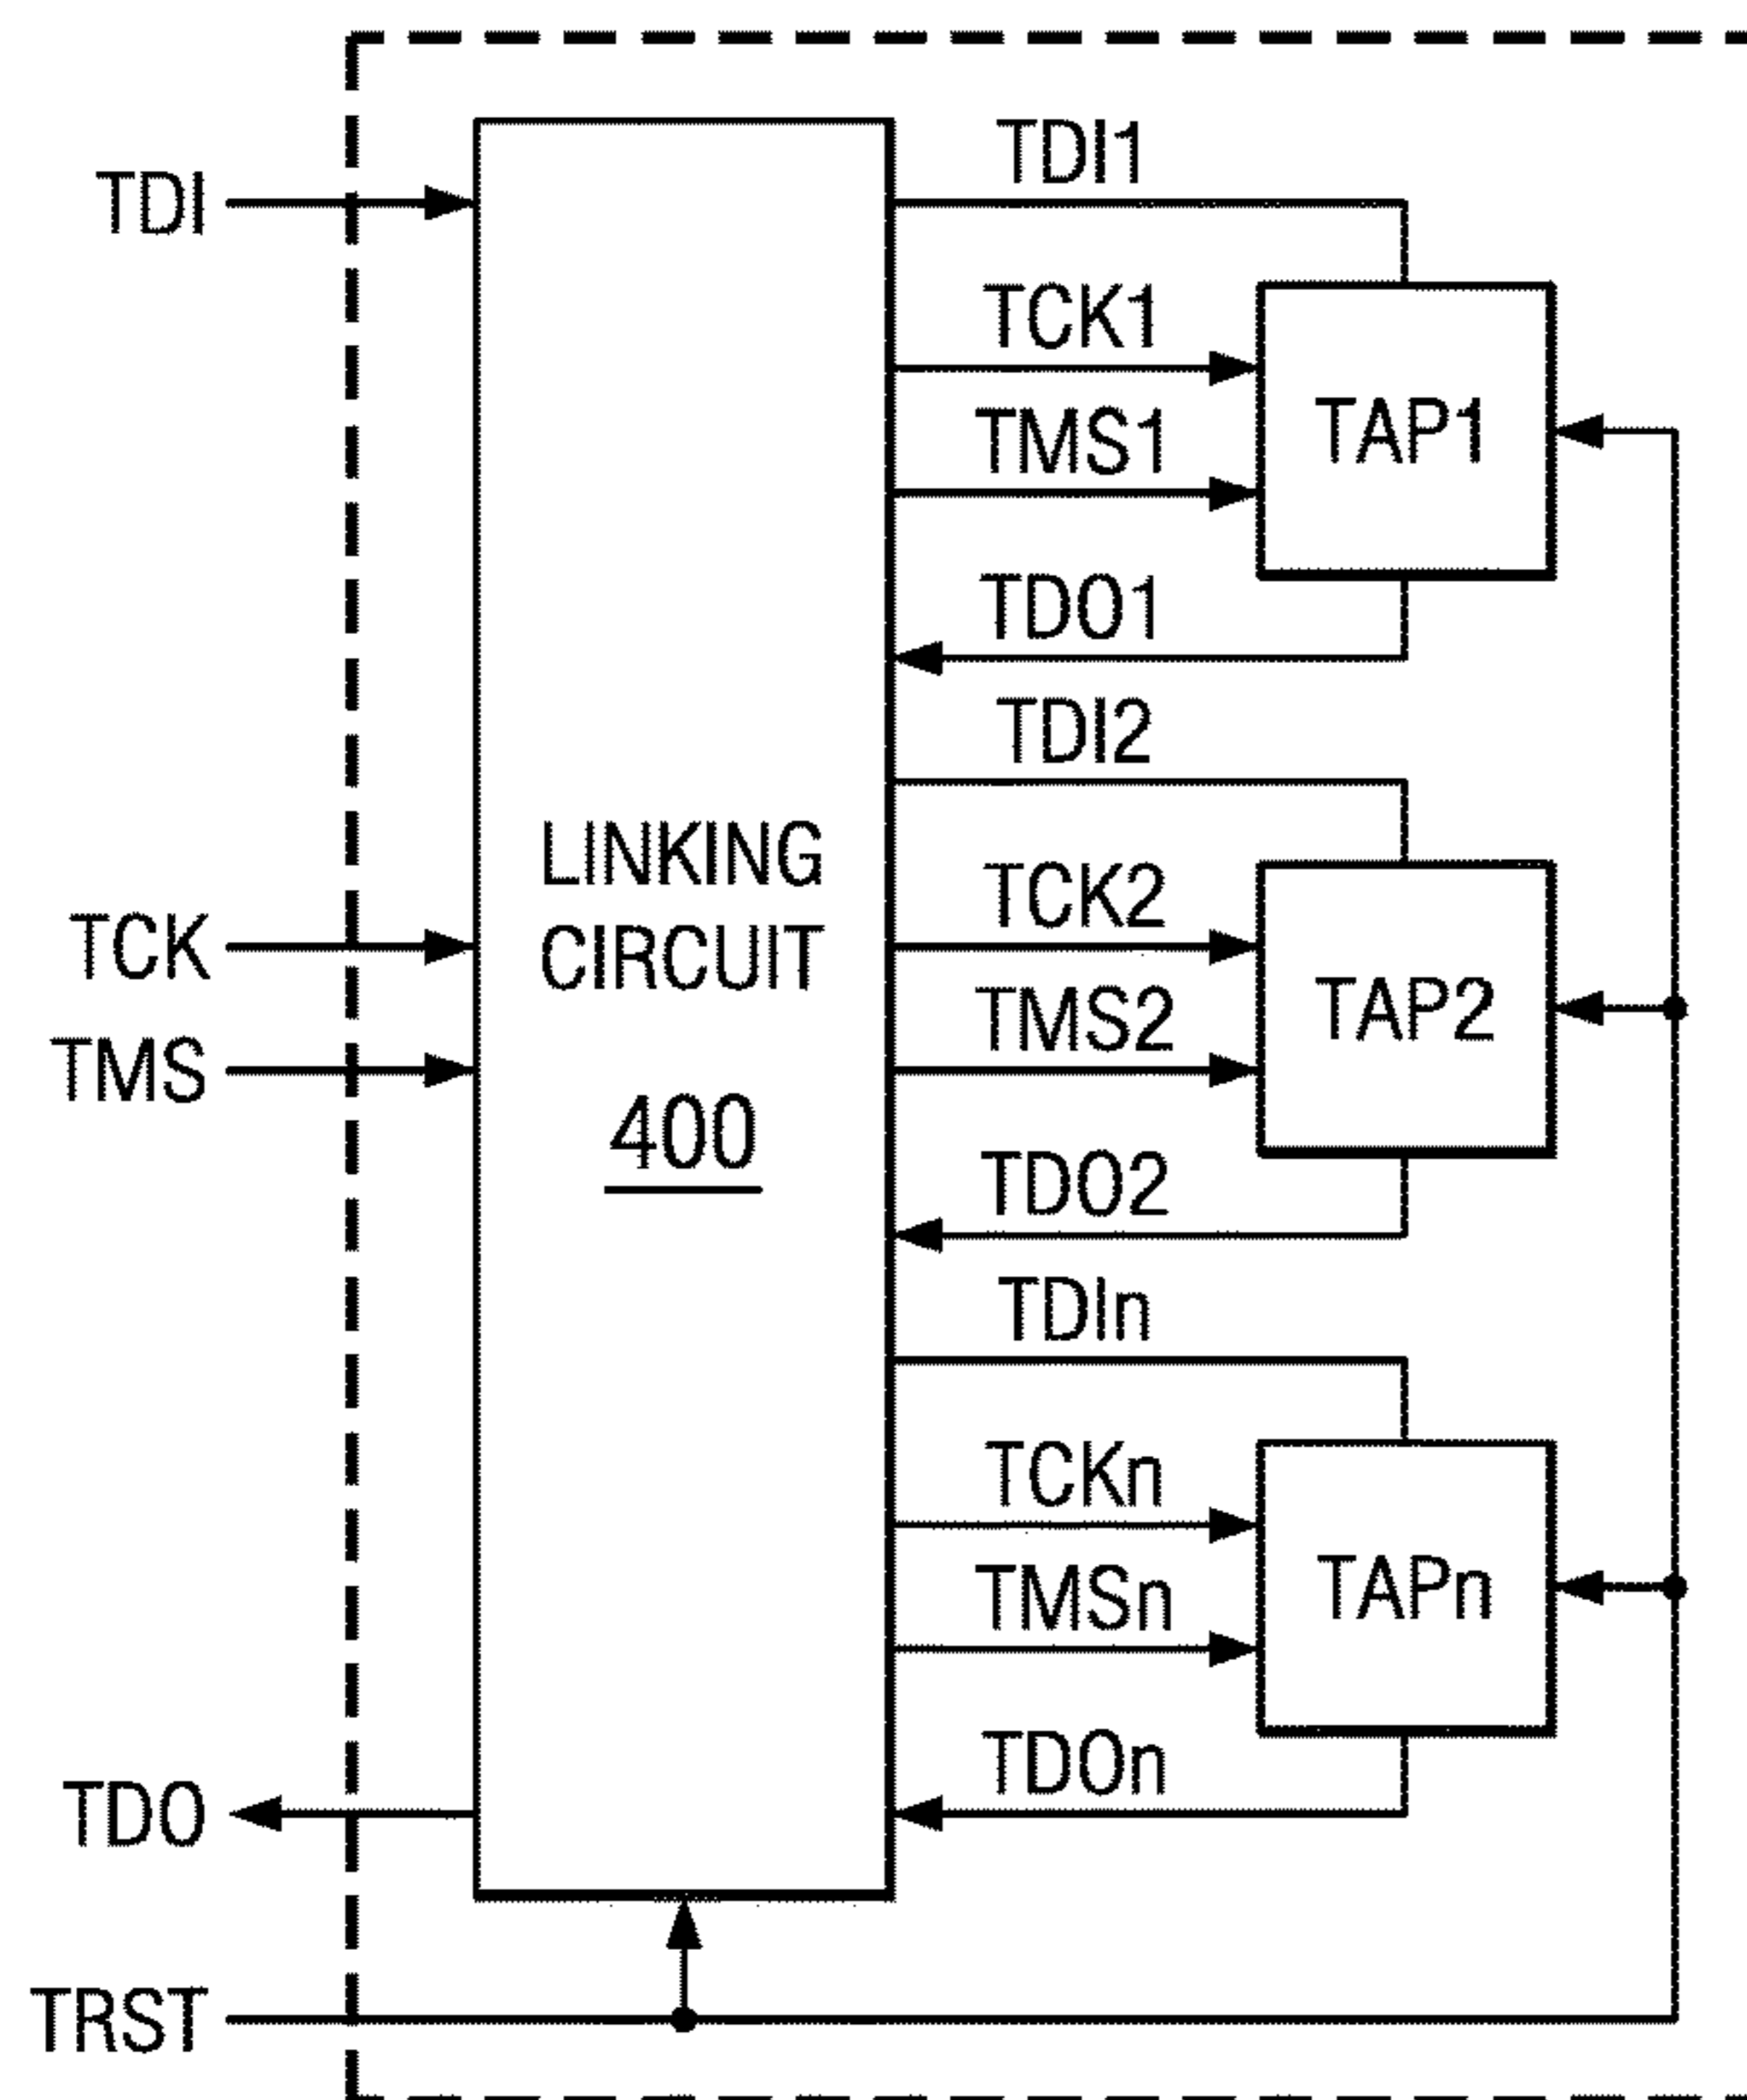 TDI
TCK
TMS
TDO
TRST
LINKING
CIRCUIT
400
TDI1
TCK1
TMS1
TDO1
TAP1
TDI2
TCK2
TMS2
TDO2
TAP2
TDIn
TCKn
TMSn
TDOn
TAPn